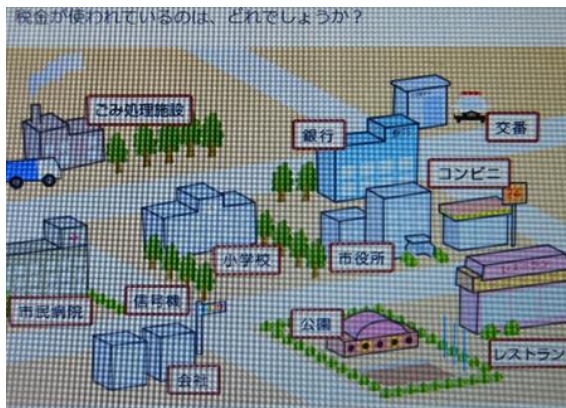 税金が使われているのは、どれでしょうか？
ごみ処理施設
銀行
交番
コンビニ
小学校
市役所
市民病院
信号機
公園
レストラン
会社